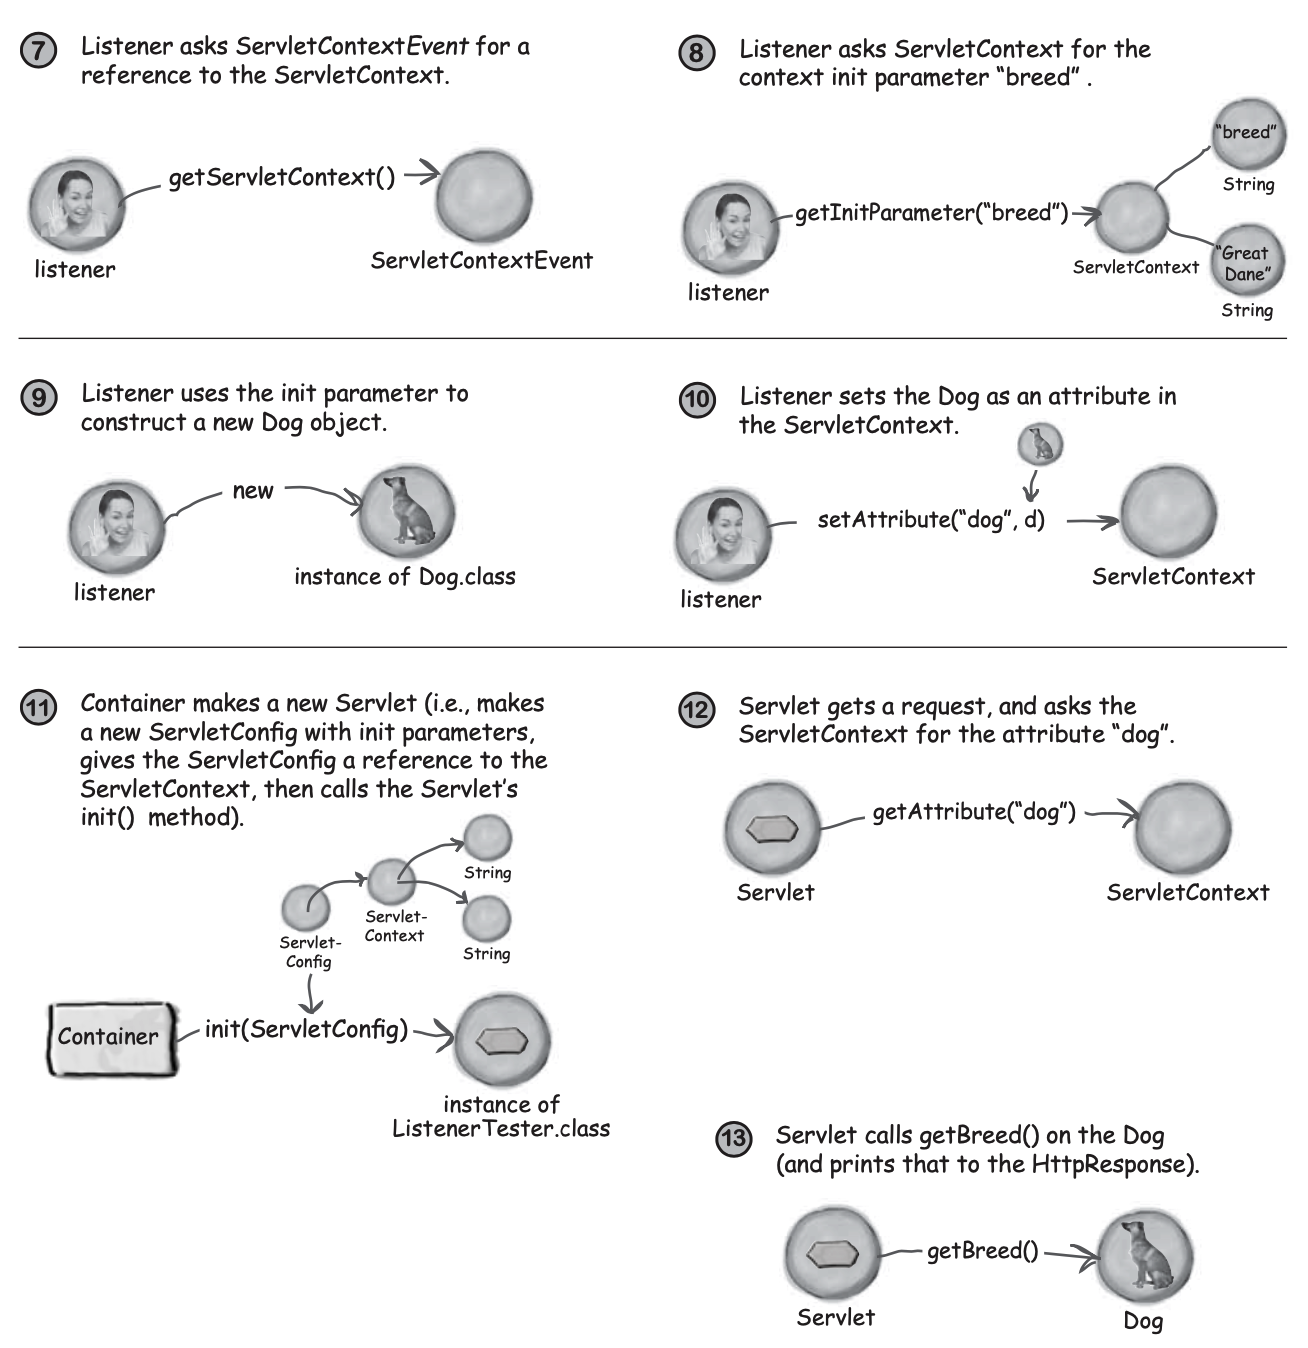 7
Listener asks ServletContextEvent for a
reference to the ServletContext.
getServletContext()
listener
ServletContextEvent
8
Listener asks ServletContext for the
context init parameter “breed” .
“breed”
String
getInitParameter(“breed”)
ServletContext
“Great
Dane”
String
listener
9
Listener uses the init parameter to
construct a new Dog object.
new
listener
instance of Dog.class
10
Listener sets the Dog as an attribute in
the ServletContext.
setAttribute(“dog”, d)
listener
ServletContext
11
Container makes a new Servlet (i.e., makes
a new ServletConfig with init parameters,
gives the ServletConfig a reference to the
ServletContext, then calls the Servlet’s
init()  method).
String
Servlet-
Context
Servlet-
Config
String
Container
init(ServletConfig)
instance of
ListenerTester.class
12
Servlet gets a request, and asks the
ServletContext for the attribute “dog”.
getAttribute(“dog”)
Servlet
ServletContext
13
Servlet calls getBreed() on the Dog
(and prints that to the HttpResponse).
getBreed()
Servlet
Dog